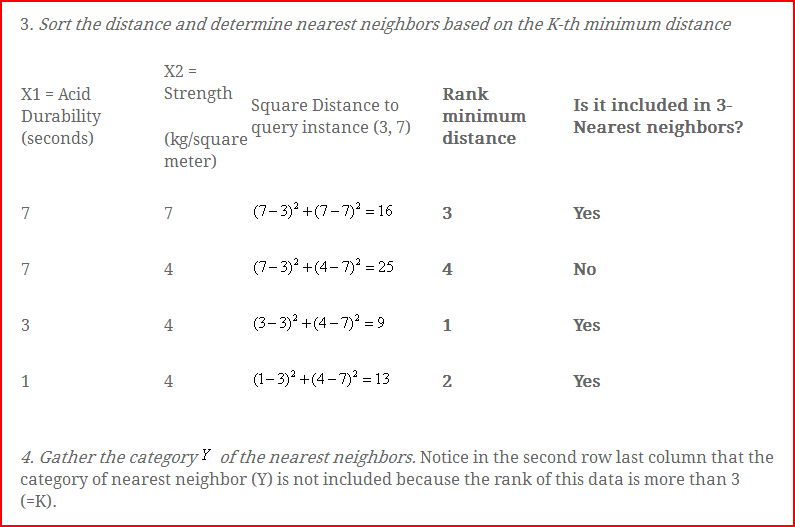 3. Sort the distance and determine nearest neighbors based on the K-th minimum distance
X1 = Acid
Durability
(seconds)
X2 =
Strength
(kg/square
meter)
Square Distance to
query instance (3, 7)
Rank
minimum
distance
Is it included in 3-
Nearest neighbors?
7 7 (7−3)² +(7−7)² = 16 3 Yes
7 4 (7−3)² +(4−7)² = 25 4 No
3 4 (3−3)² +(4−7)² = 9 1 Yes
1 4 (1−3)² +(4−7)² = 13 2 Yes
4. Gather the category Y of the nearest neighbors. Notice in the second row last column that the
category of nearest neighbor (Y) is not included because the rank of this data is more than 3
(=K).